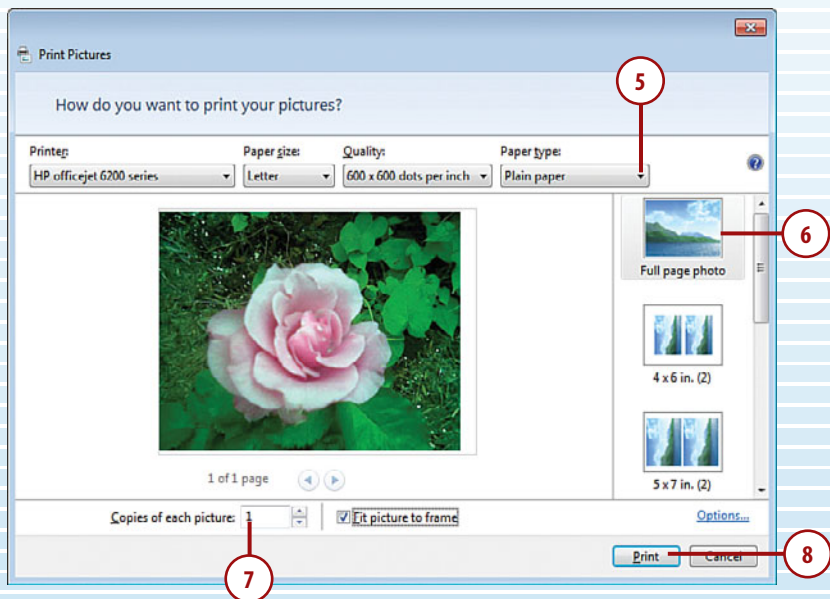 Print Pictures
How do you want to print your pictures?
5
Printer: Paper size: Quality: Paper type:
HP officejet 6200 series Letter 600 x 600 dots per inch Plain paper
6
Full page photo
4 x 6 in. (2)
1 of 1 page
5 x 7 in. (2)
Copies of each picture: 1 Fit picture to frame Options...
Print Cancel
8
7